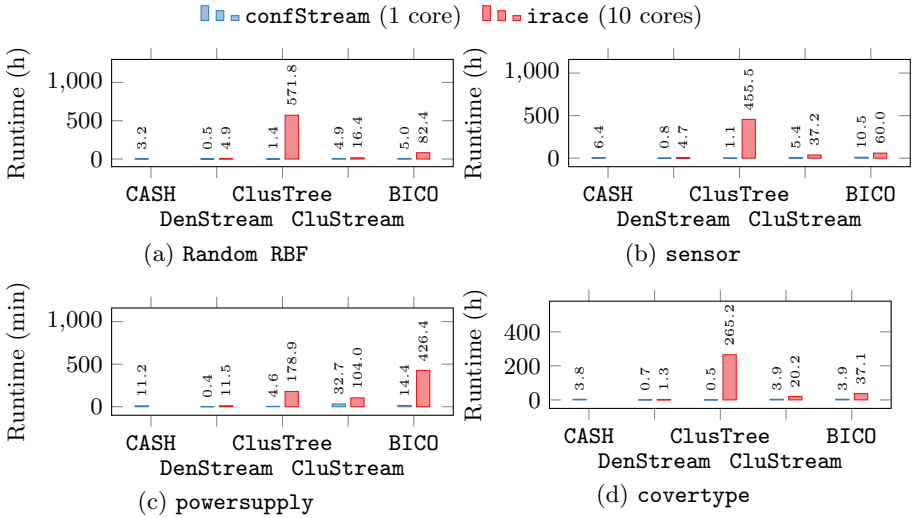 confStream (1 core) irace (10 cores)
Runtime (h)
1,000
500
0
3.2
0.5
4.9
1.4
571.8
4.9
16.4
5.0
82.4
CASH ClusTree BICO
DenStream CluStream
(a) Random RBF
Runtime (h)
1,000
500
0
6.4
0.8
4.7
1.1
455.5
5.4
37.2
10.5
60.0
CASH ClusTree BICO
DenStream CluStream
(b) sensor
Runtime (min)
1,000
500
0
11.2
0.4
11.5
4.6
178.9
32.7
104.0
14.4
426.4
CASH ClusTree BICO
DenStream CluStream
(c) powersupply
Runtime (h)
400
200
0
3.8
0.7
1.3
0.5
265.2
3.9
20.2
3.9
37.1
CASH ClusTree BICO
DenStream CluStream
(d) covertype